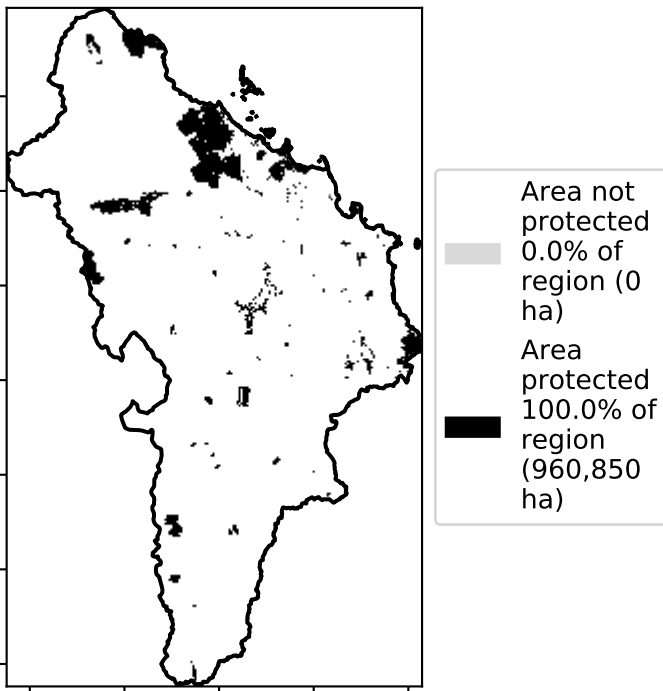 Area not
protected
0.0% of
region (0
ha)
Area
protected
100.0% of
region
(960,850
ha)